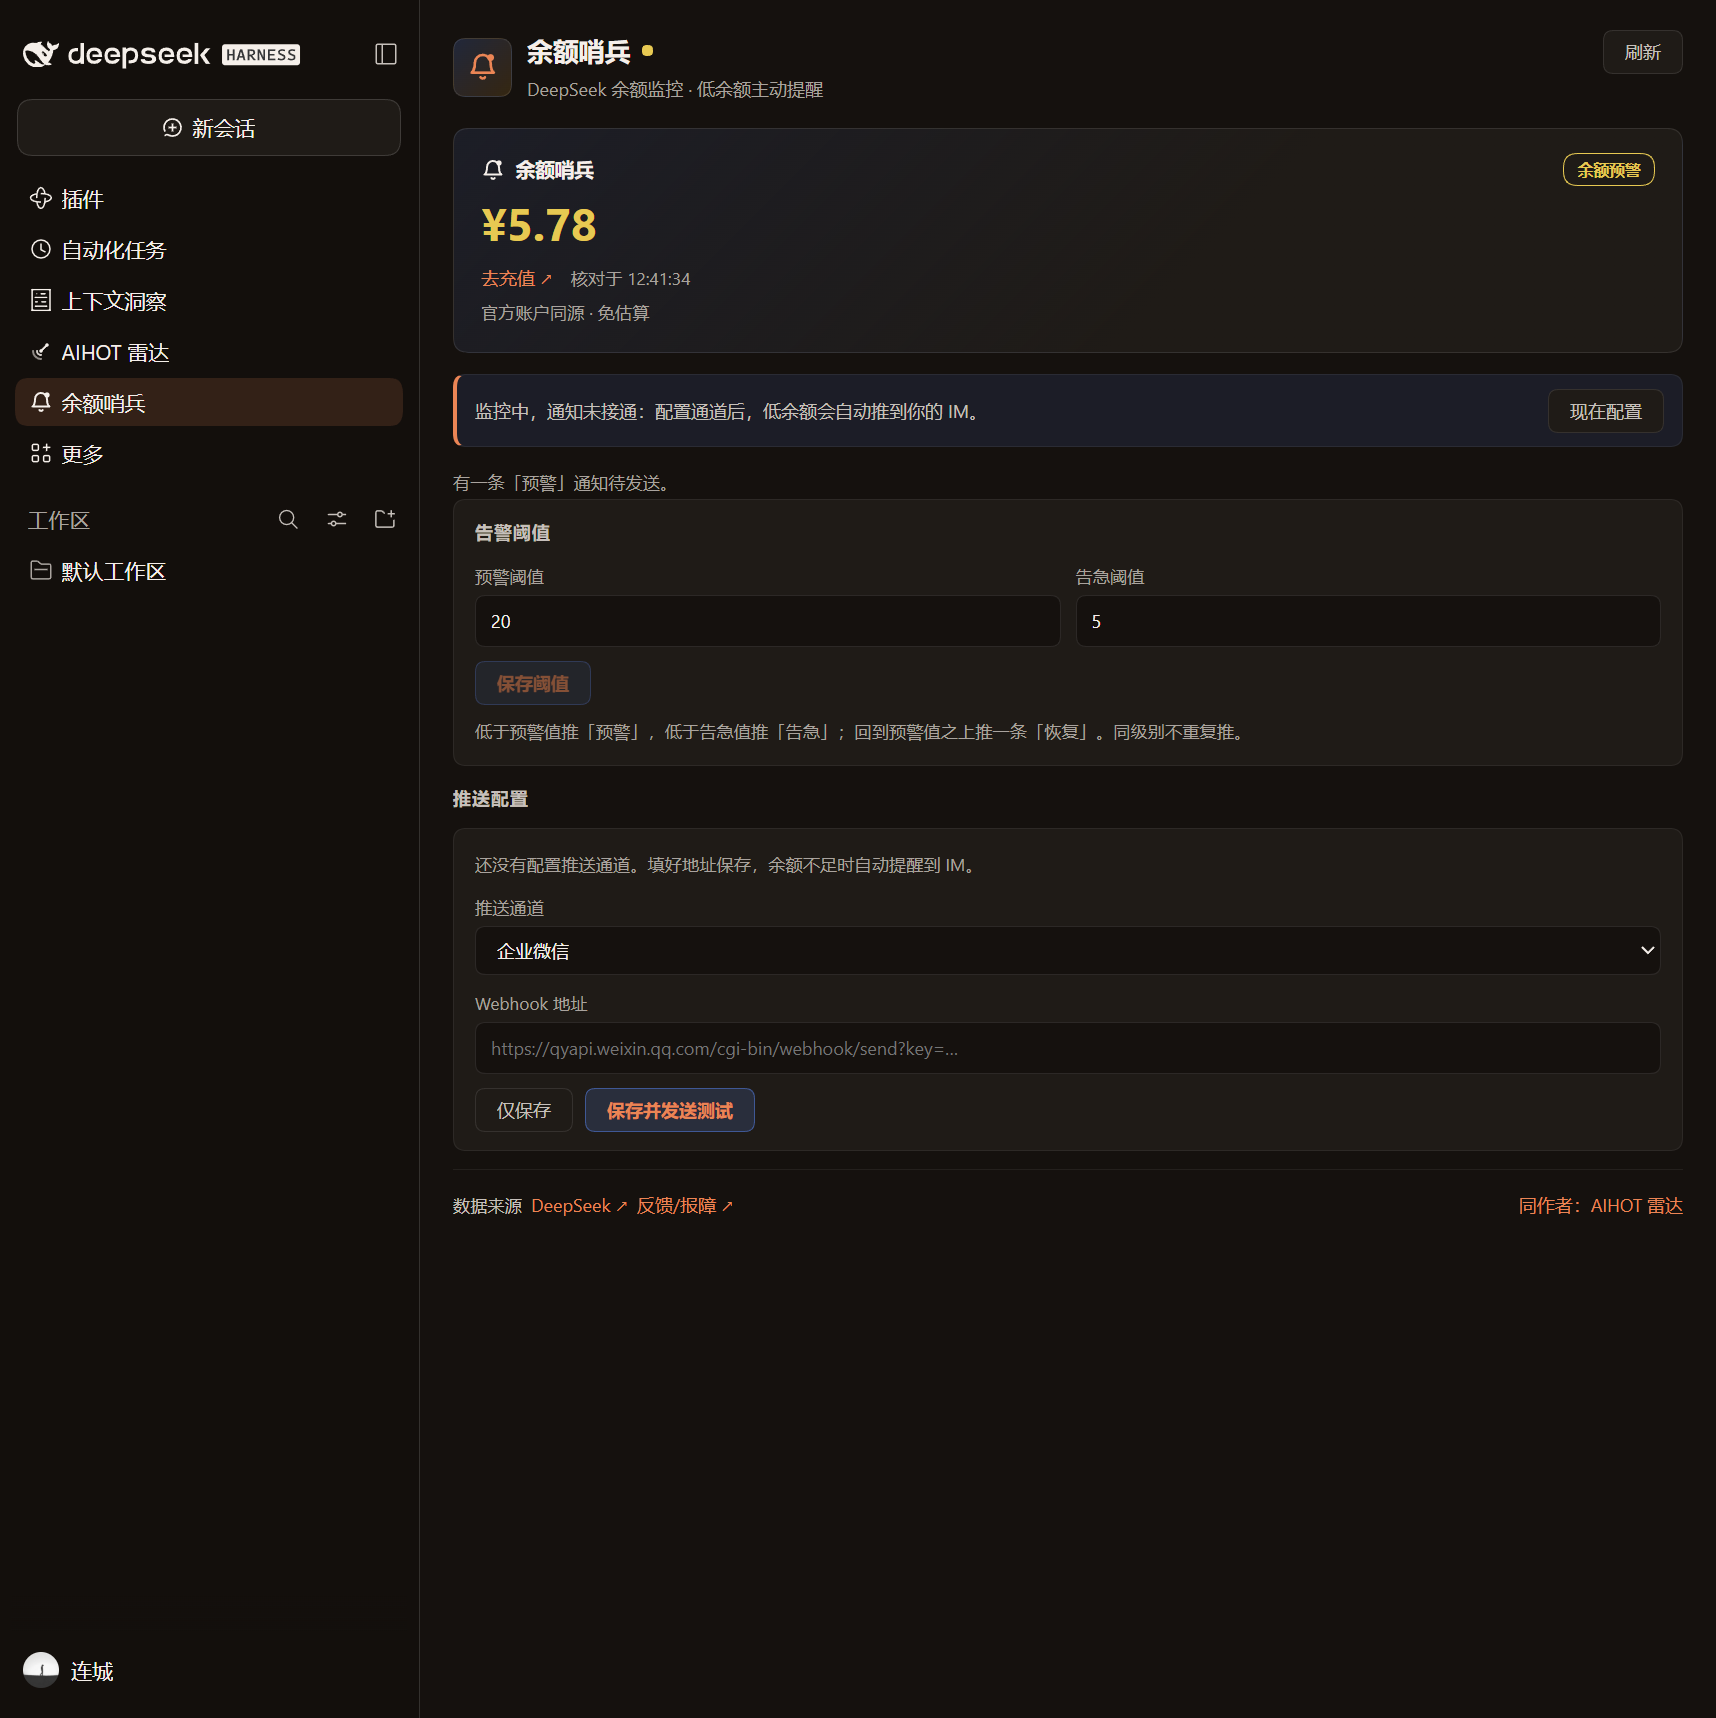 deepseek HARNESS
新会话
插件
自动化任务
上下文洞察
AIHOT 雷达
余额哨兵
更多
工作区
默认工作区
连城
余额哨兵
DeepSeek 余额监控 · 低余额主动提醒
刷新
余额哨兵
余额预警
¥5.78
去充值↗ 核对于 12:41:34
官方账户同源 · 免估算
监控中，通知未接通：配置通道后，低余额会自动推到你的 IM。
现在配置
有一条「预警」通知待发送。
告警阈值
预警阈值
告急阈值
20
5
保存阈值
低于预警值推「预警」，低于告急值推「告急」；回到预警值之上推一条「恢复」。同级别不重复推。
推送配置
还没有配置推送通道。填好地址保存，余额不足时自动提醒到 IM。
推送通道
企业微信
Webhook 地址
https://qyapi.weixin.qq.com/cgi-bin/webhook/send?key=...
仅保存
保存并发送测试
数据来源 DeepSeek↗ 反馈/报障↗
同作者：AIHOT 雷达